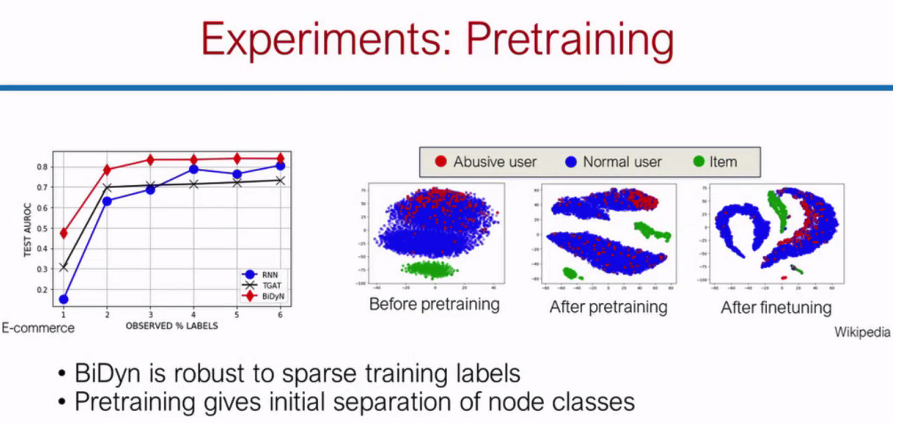 Experiments: Pretraining
Abusive user Normal user Item
TEST AUROC
0.8
0.7
0.6
0.5
0.4
0.3
0.2
RNN
TGAT
BiDyN
1 2 3 4 5 6
OBSERVED % LABELS
E-commerce
Before pretraining
After pretraining
After finetuning
Wikipedia
• BiDyn is robust to sparse training labels
• Pretraining gives initial separation of node classes